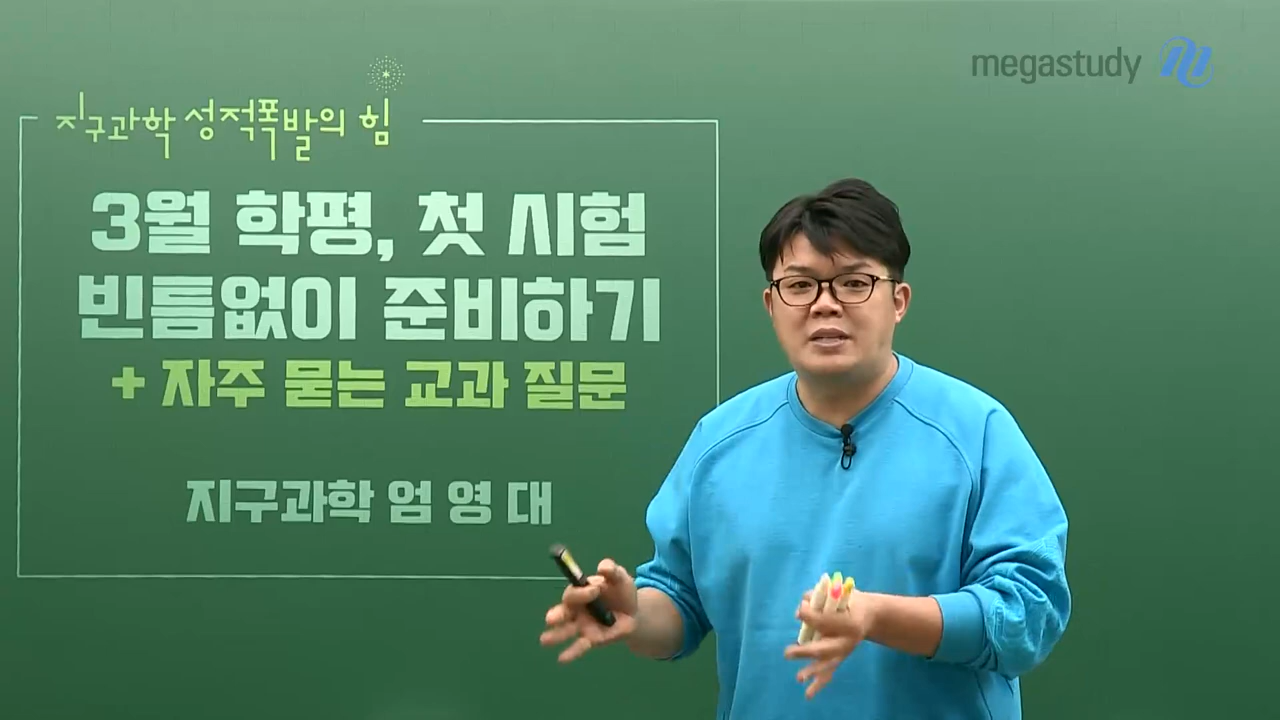 megastudy
지구과학 성적폭발의 힘
3월 학평, 첫 시험
빈틈없이 준비하기
+ 자주 묻는 교과 질문
지구과학 엄영대